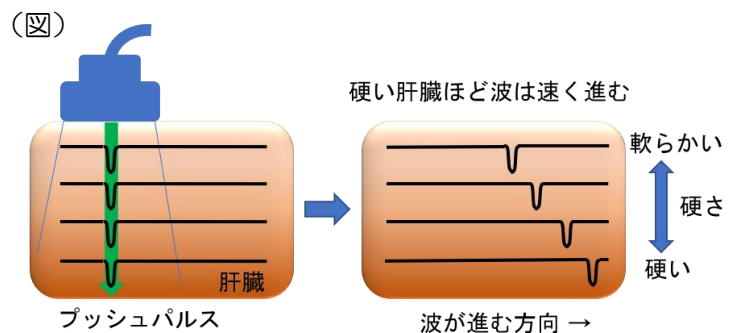 (図)
硬い肝臓ほど波は速く進む
軟らかい
硬さ
硬い
肝臓
プッシュパルス
波が進む方向 →